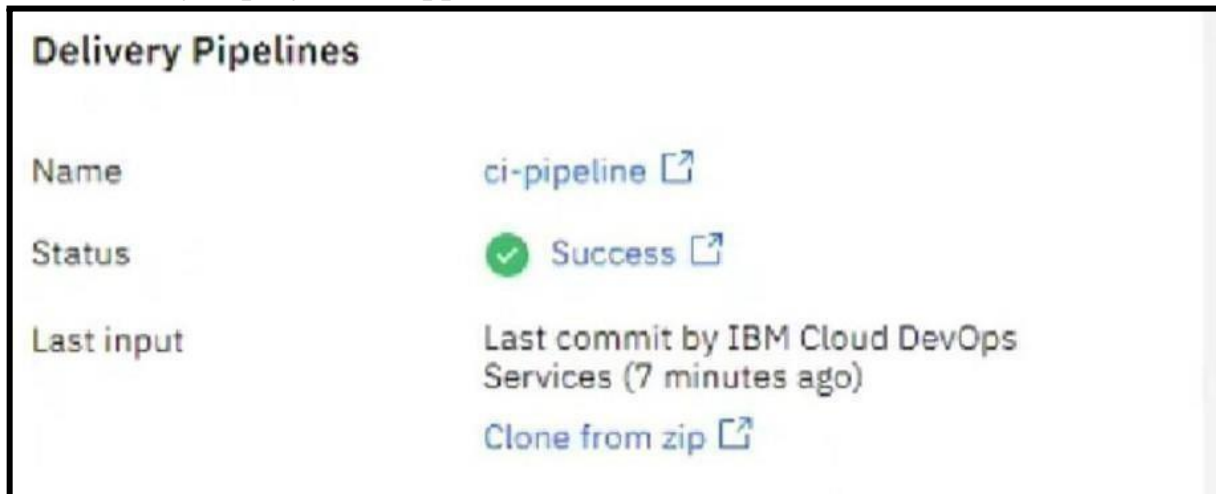 Delivery Pipelines
Name
ci-pipeline
Status
Success
Last input
Last commit by IBM Cloud DevOps
Services (7 minutes ago)
Clone from zip